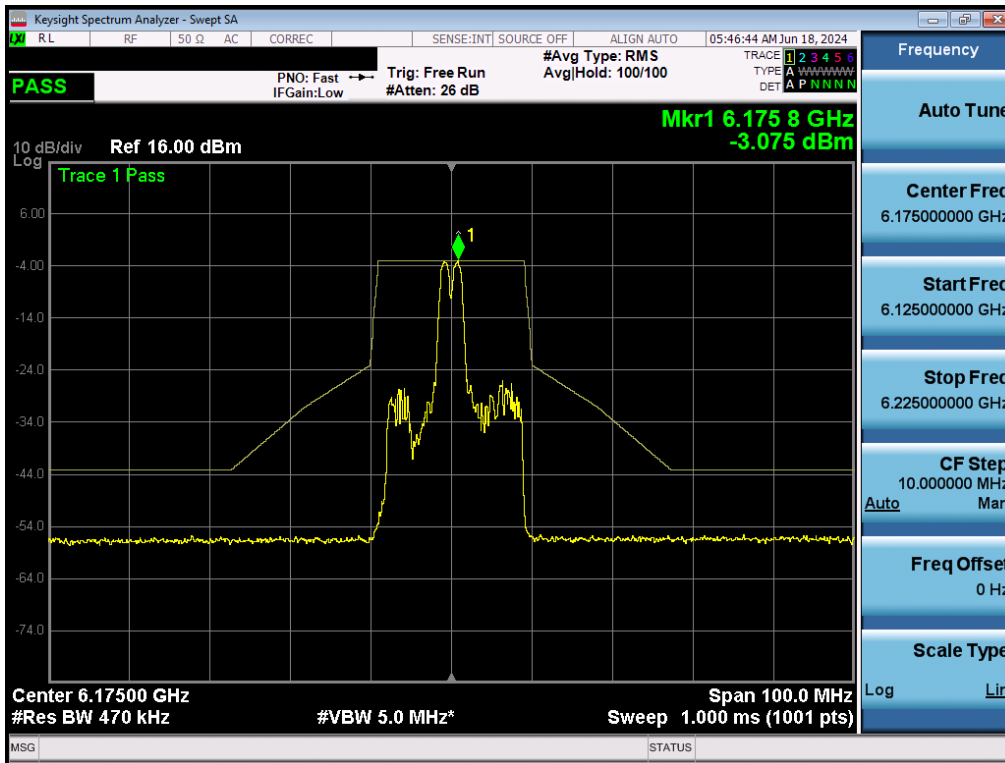 Keysight Spectrum Analyzer - Swept SA
LXI RL RF 50 Ω AC CORREC SENSE:INT SOURCE OFF ALIGN AUTO 05:46:44 AM Jun 18, 2024
PASS
PNO: Fast
IFGain:Low
Trig: Free Run
#Atten: 26 dB
#Avg Type: RMS
Avg|Hold: 100/100
TRACE 1 2 3 4 5 6
TYPE A WWWWW
DET A P N N N N
Mkr1 6.175 8 GHz
-3.075 dBm
10 dB/div Ref 16.00 dBm
Log
Trace 1 Pass
1
6.00
-4.00
-14.0
-24.0
-34.0
-44.0
-54.0
-64.0
-74.0
Center 6.17500 GHz Span 100.0 MHz
#Res BW 470 kHz #VBW 5.0 MHz* Sweep 1.000 ms (1001 pts)
MSG STATUS
Frequency
Auto Tune
Center Freq
6.175000000 GHz
Start Freq
6.125000000 GHz
Stop Freq
6.225000000 GHz
CF Step
10.000000 MHz
Auto Man
Freq Offset
0 Hz
Scale Type
Log Lin